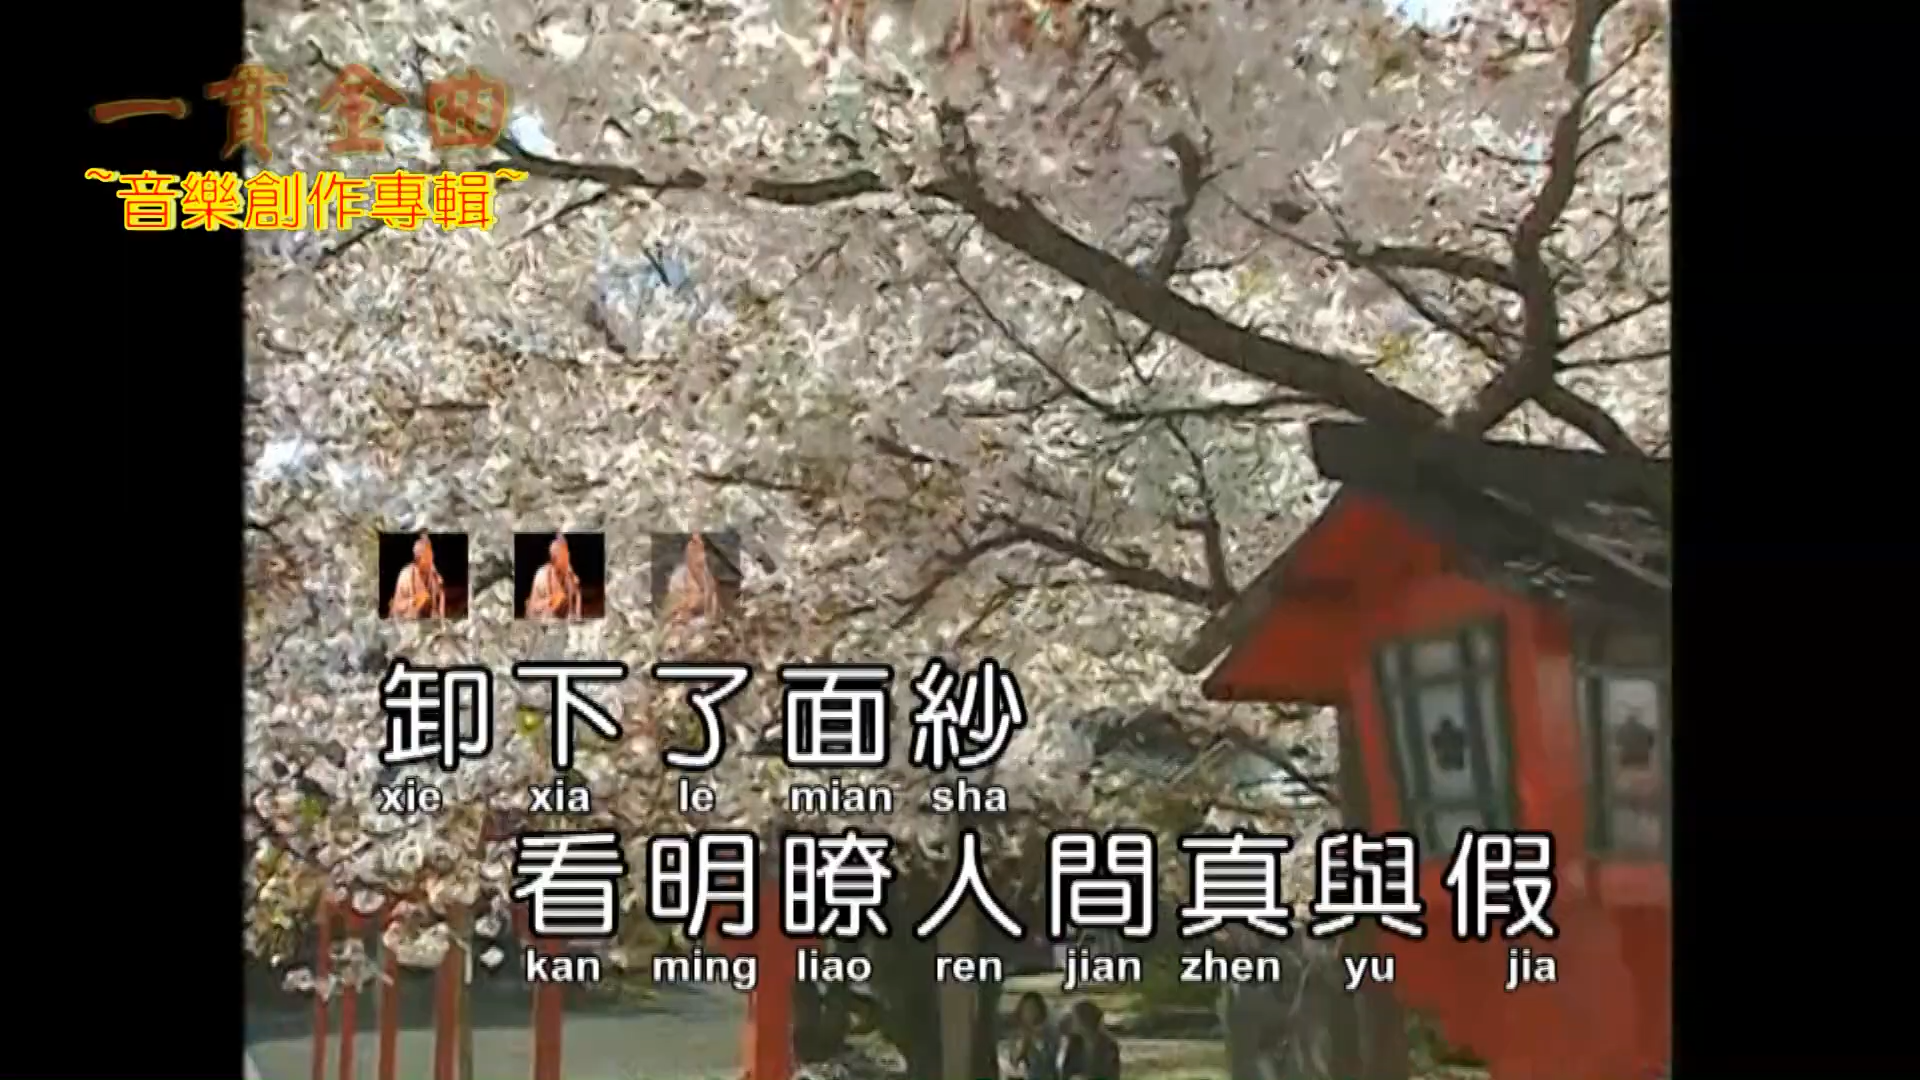 一貫金曲
~音樂創作專輯~
卸下了面紗
xie xia le mian sha
看明瞭人間真與假
kan ming liao ren jian zhen yu jia